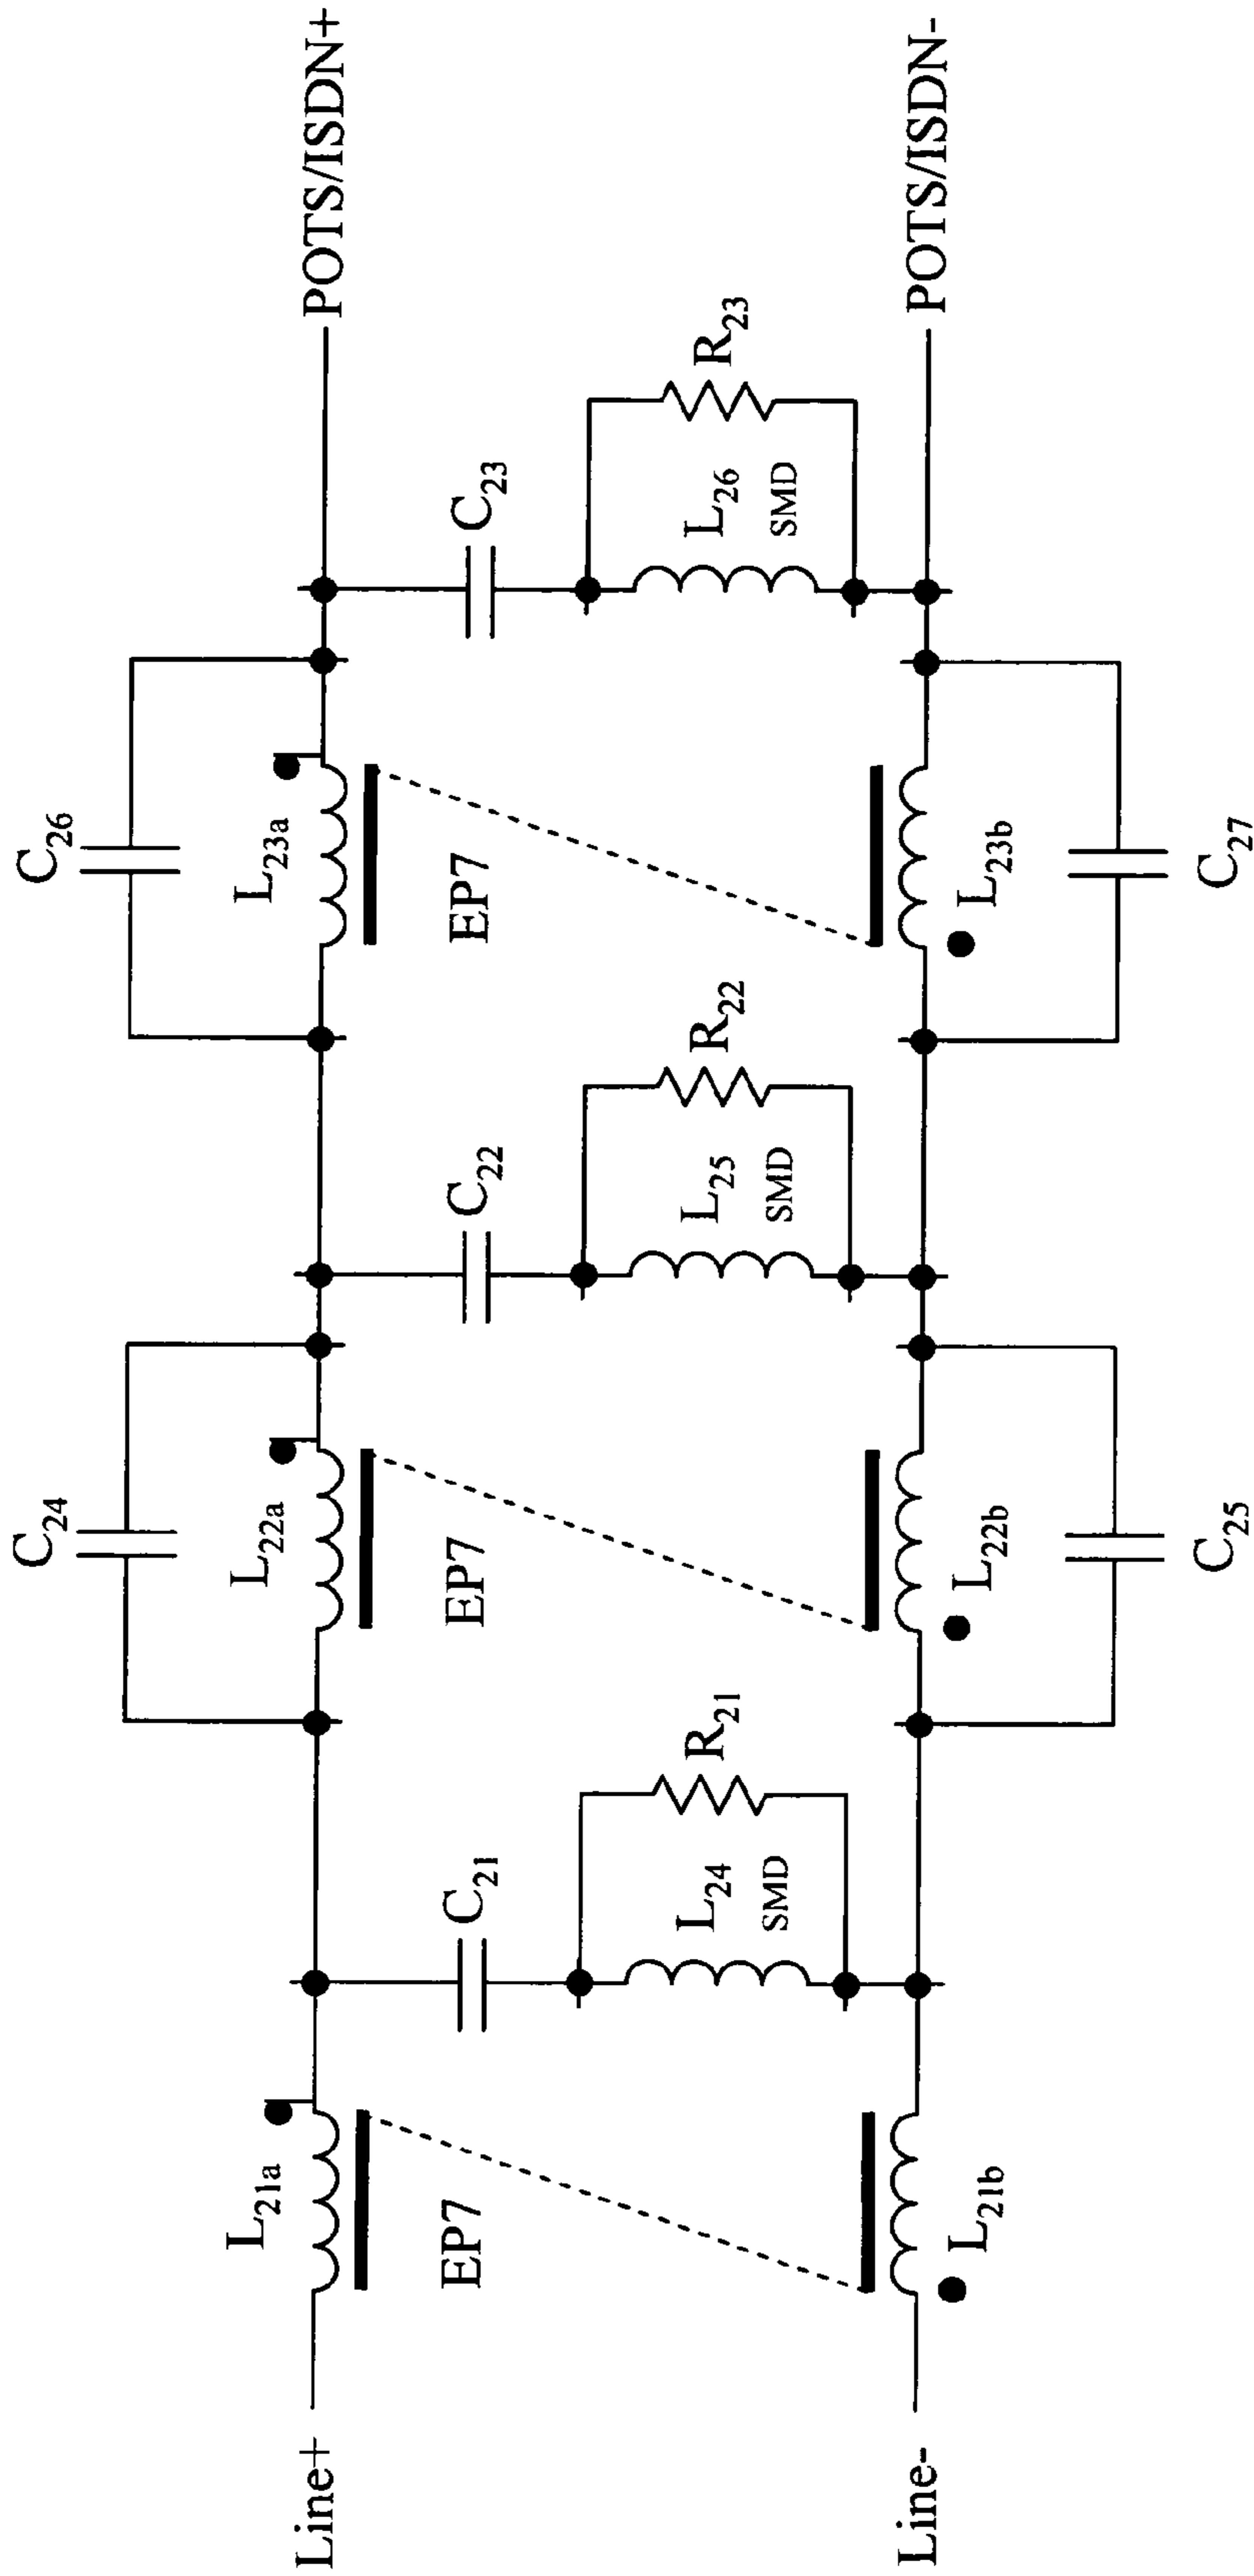 C₂₄
C₂₆
L₂₁ₐ
L₂₂ₐ
L₂₃ₐ
Line+
POTS/ISDN+
EP7
EP7
EP7
C₂₁
C₂₂
C₂₃
L₂₄
SMD
R₂₁
L₂₅
SMD
R₂₂
L₂₆
SMD
R₂₃
Line-
POTS/ISDN-
L₂₁b
L₂₂b
L₂₃b
C₂₅
C₂₇